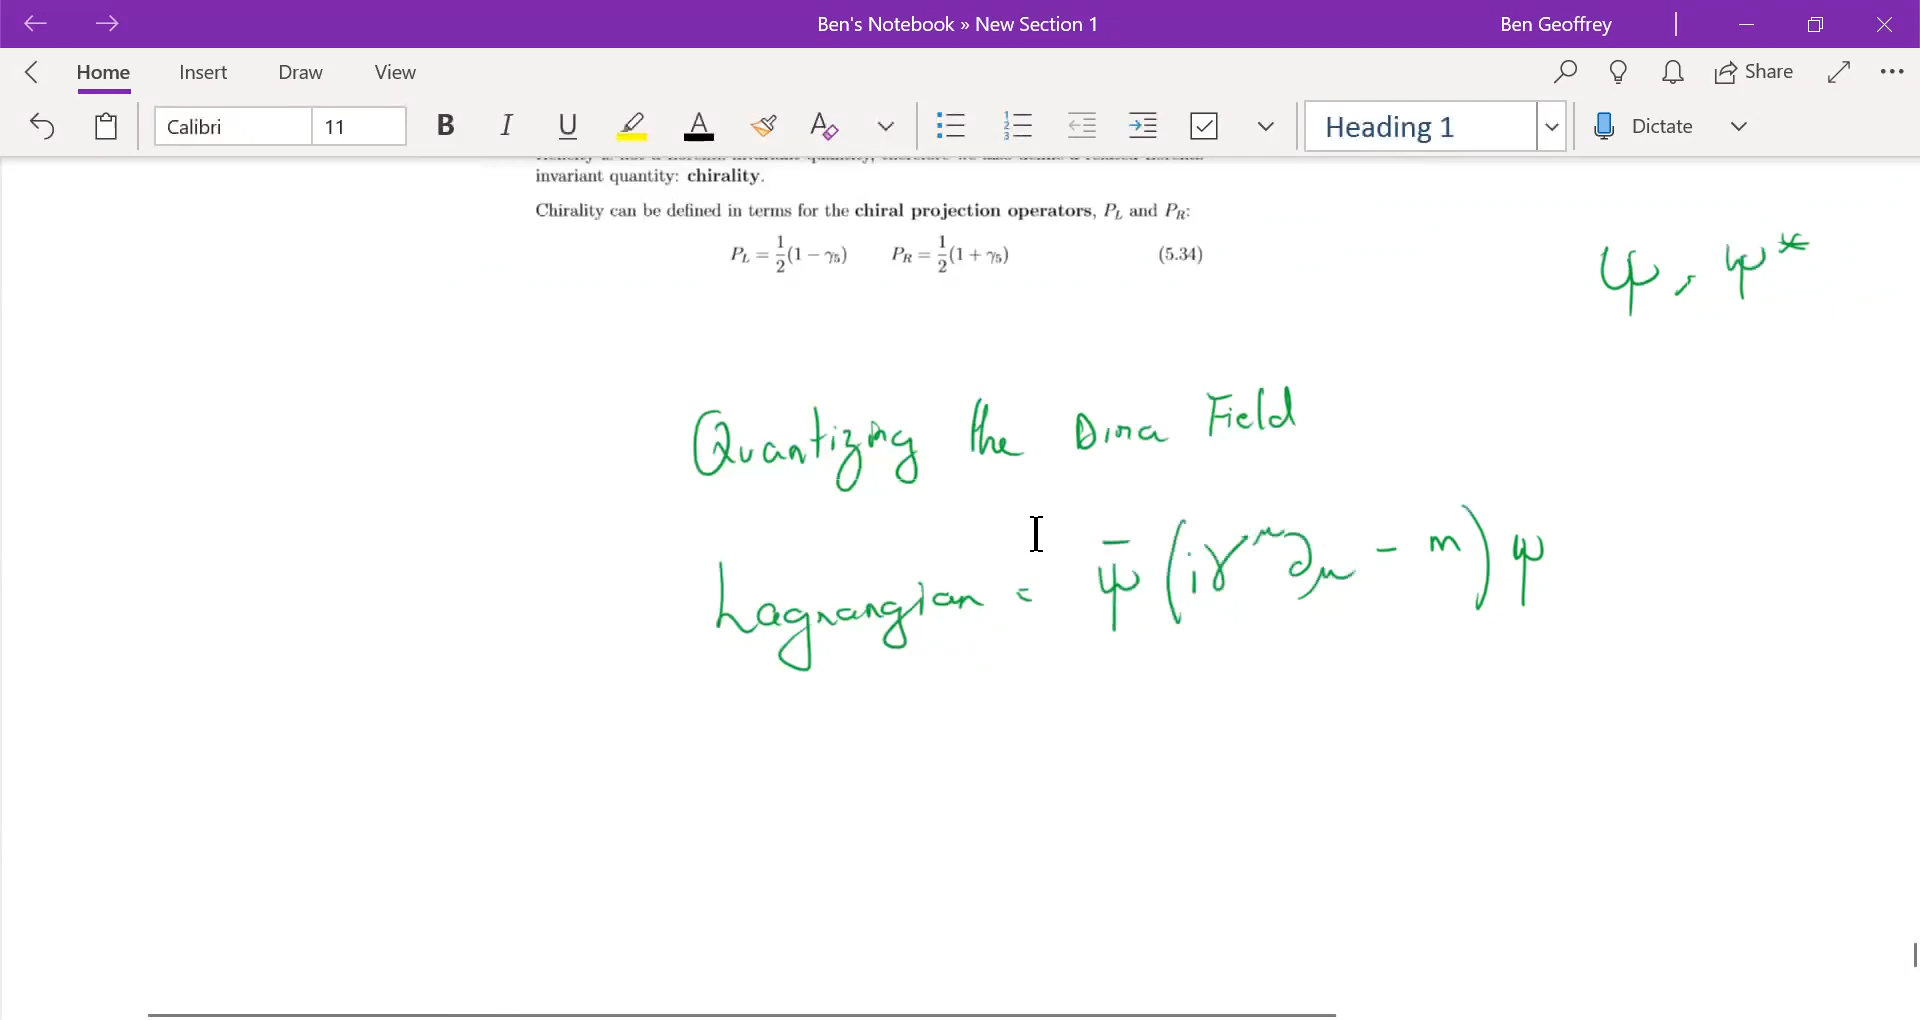 Ben's Notebook » New Section 1
Ben Geoffrey
Home Insert Draw View
Share
Calibri 11 B I U A A Heading 1 Dictate
invariant quantity: chirality.
Chirality can be defined in terms for the chiral projection operators, P_L and P_R:
P_L = 1/2(1 − γ5) P_R = 1/2(1 + γ5) (5.34)
ψ, ψ*
Quantizing the Dirac Field
Lagrangian = ψ̄ (iγ^μ∂_μ − m) ψ